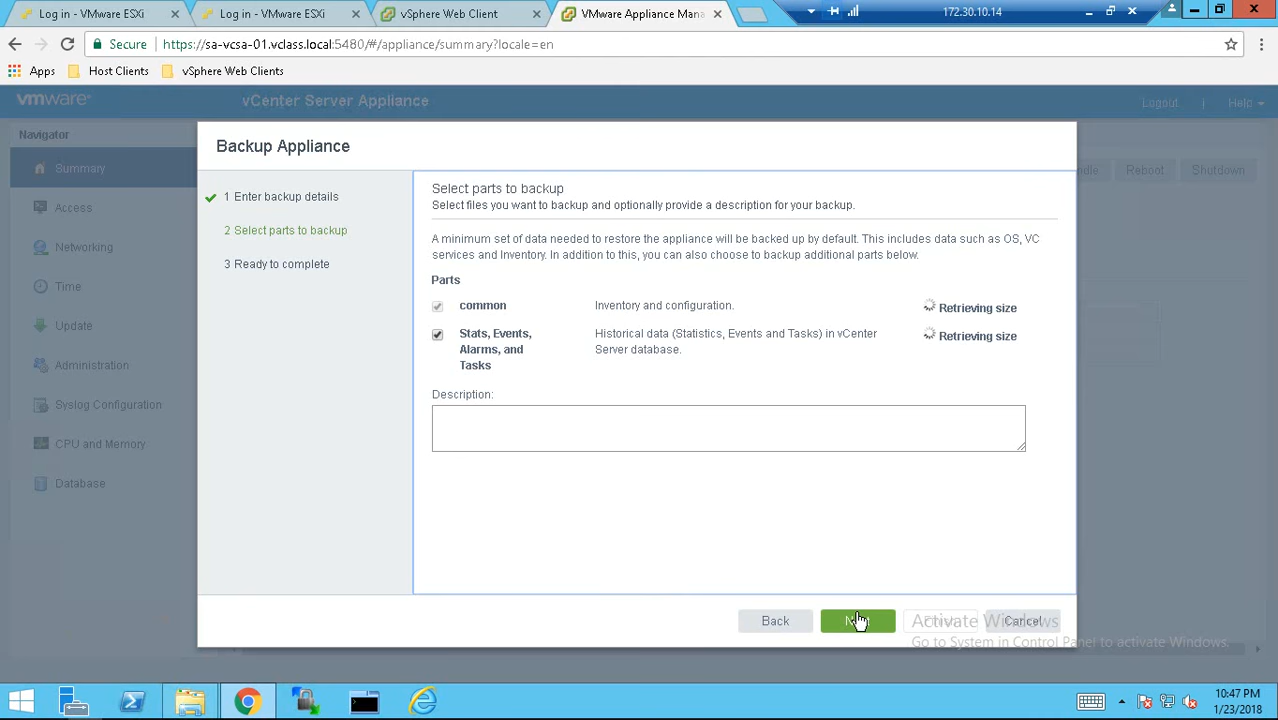 Log in - VMware ESXi
Log in - VMware ESXi
vSphere Web Client
VMware Appliance Mana
172.30.10.14
Secure
https://sa-vcsa-01.vclass.local:5480/#/appliance/summary?locale=en
Apps
Host Clients
vSphere Web Clients
vmware
vCenter Server Appliance
Logout
|
Help
Navigator
Summary
Access
Networking
Time
Update
Administration
Syslog Configuration
CPU and Memory
Database
Reboot
Shutdown
Backup Appliance
1 Enter backup details
2 Select parts to backup
3 Ready to complete
Select parts to backup
Select files you want to backup and optionally provide a description for your backup.
A minimum set of data needed to restore the appliance will be backed up by default. This includes data such as OS, VC
services and Inventory. In addition to this, you can also choose to backup additional parts below.
Parts
common
Inventory and configuration.
Retrieving size
Stats, Events,
Alarms, and
Tasks
Historical data (Statistics, Events and Tasks) in vCenter
Server database.
Retrieving size
Description:
Back
Cancel
Activate Windows
Go to System in Control Panel to activate Windows.
10:47 PM
1/23/2018